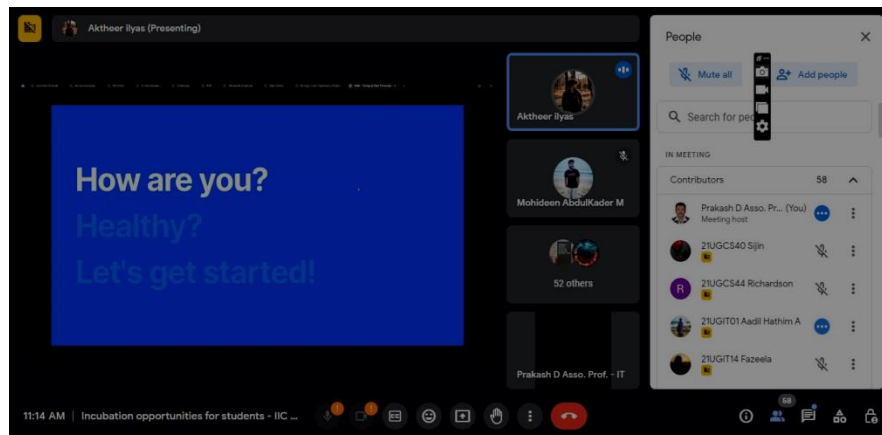 Aktheer ilyas (Presenting)
How are you?
Healthy?
Let's get started!
Aktheer ilyas
Mohideen AbdulKader M
52 others
Prakash D Asso. Prof. - IT
People
Mute all
Add people
Search for peo
IN MEETING
Contributors 58
Prakash D Asso. Pr... (You)
Meeting host
21UGCS40 Sijin
R
21UGCS44 Richardson
21UGIT01 Aadil Hathim A
21UGIT14 Fazeela
11:14 AM | Incubation opportunities for students - IIC ...
58